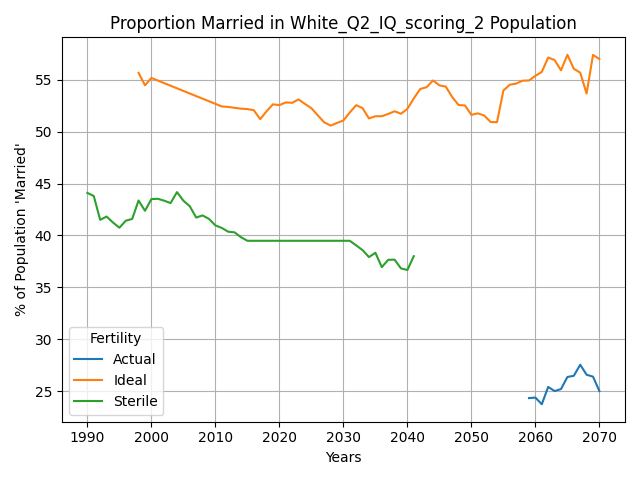 Proportion Married in White_Q2_IQ_scoring_2 Population
% of Population 'Married'
55
50
45
40
35
30
25
Fertility
Actual
Ideal
Sterile
1990 2000 2010 2020 2030 2040 2050 2060 2070
Years